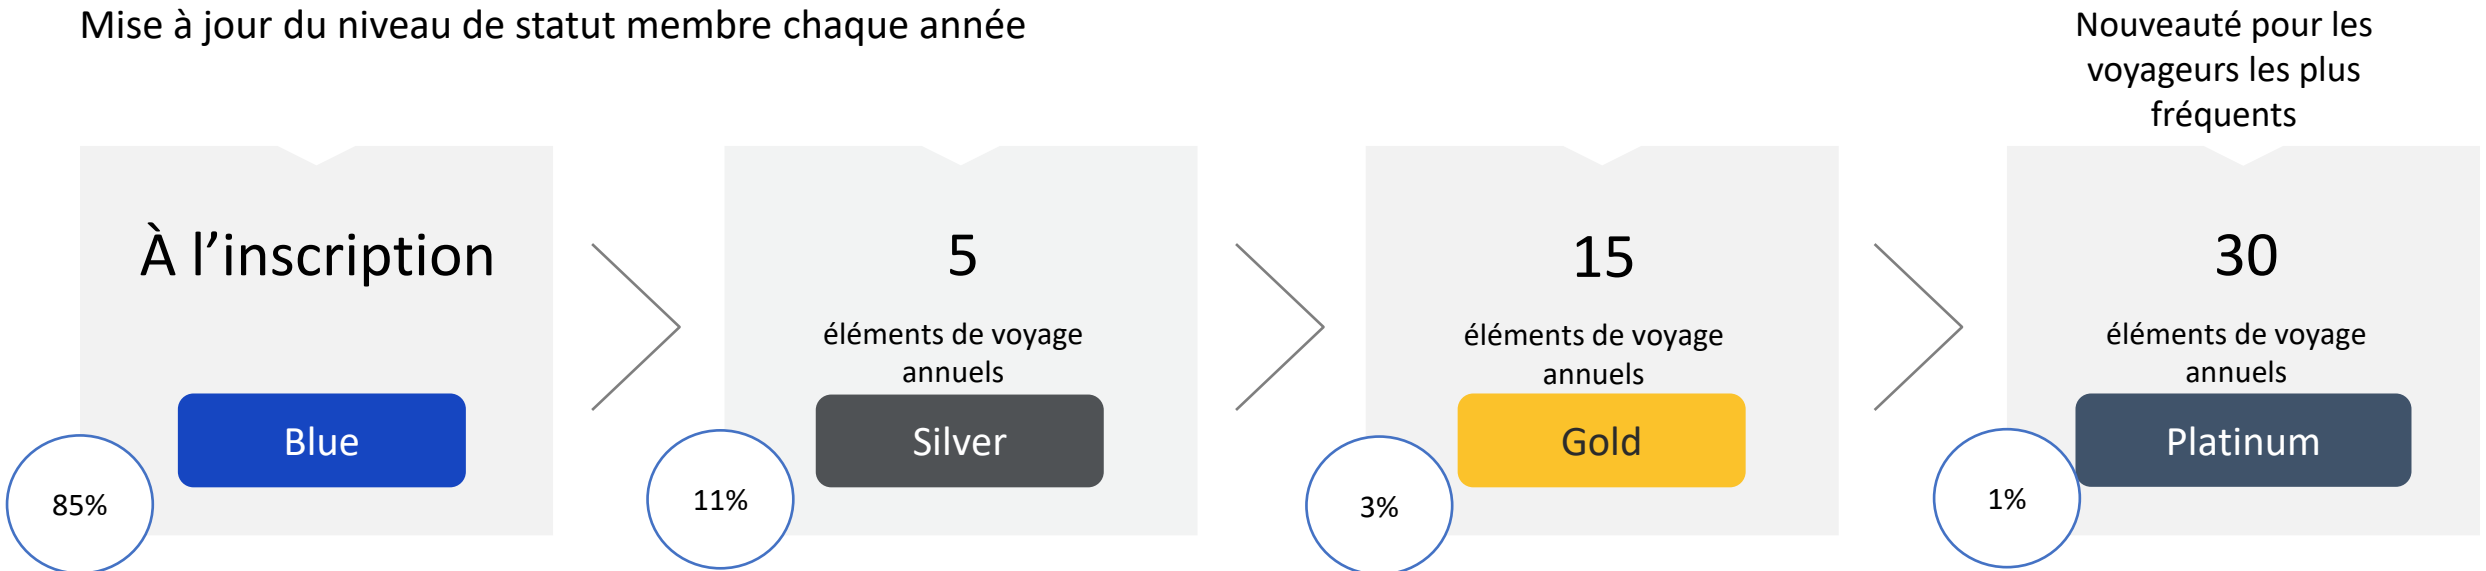 Mise à jour du niveau de statut membre chaque année
Nouveauté pour les
voyageurs les plus
fréquents
À l’inscription
Blue
85%
5
éléments de voyage
annuels
Silver
11%
15
éléments de voyage
annuels
Gold
3%
30
éléments de voyage
annuels
Platinum
1%